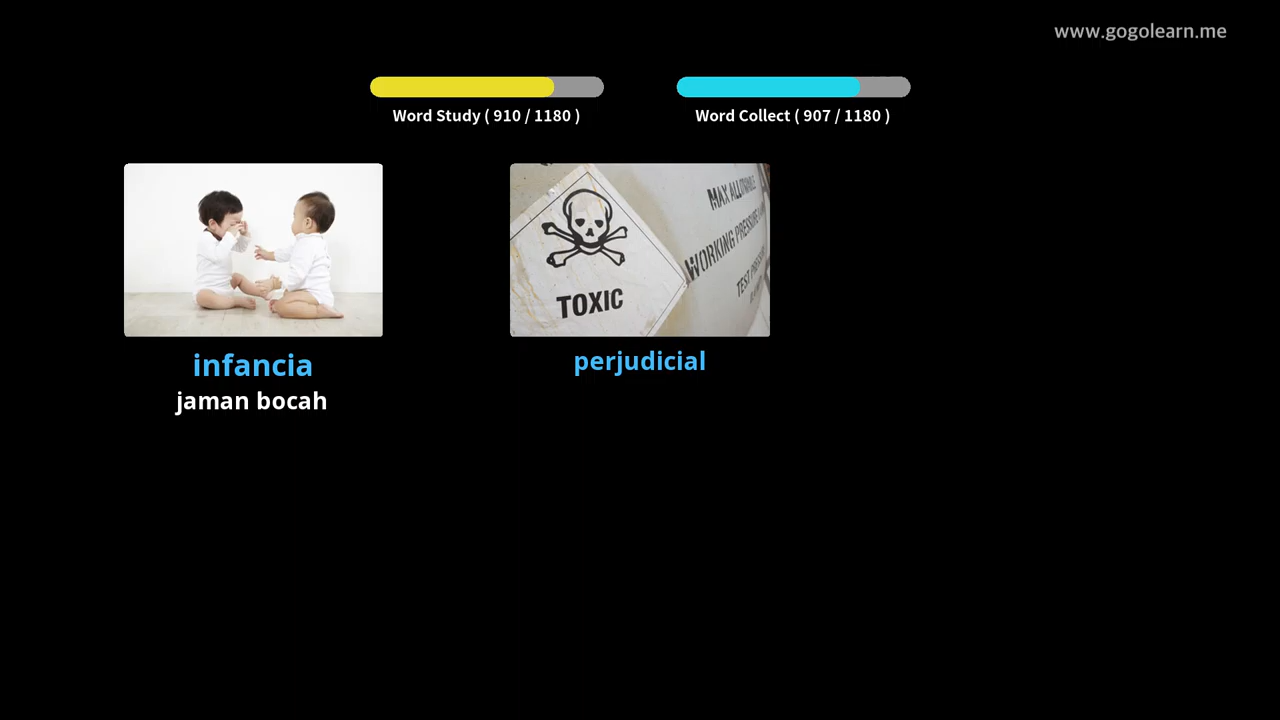 www.gogolearn.me
Word Study ( 910 / 1180 )
Word Collect ( 907 / 1180 )
TOXIC
MAX ALLOWABLE
WORKING PRESSURE
infancia
jaman bocah
perjudicial